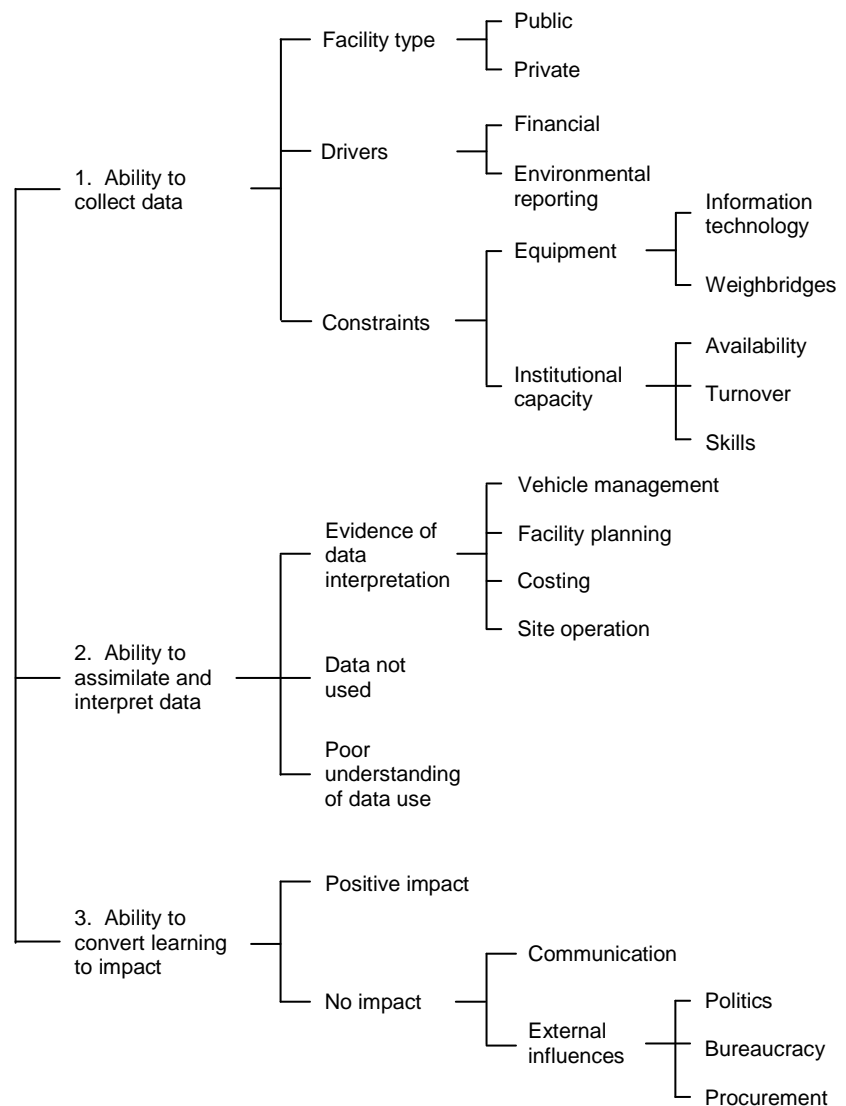 Public
Facility type
Private
Financial
Drivers
Environmental
reporting
1. Ability to
collect data
Information
technology
Equipment
Weighbridges
Constraints
Availability
Institutional
capacity
Turnover
Skills
Vehicle management
Evidence of
data
interpretation
Facility planning
Costing
Site operation
2. Ability to
assimilate and
interpret data
Data not
used
Poor
understanding
of data use
Positive impact
3. Ability to
convert learning
to impact
Communication
No impact
Politics
External
influences
Bureaucracy
Procurement